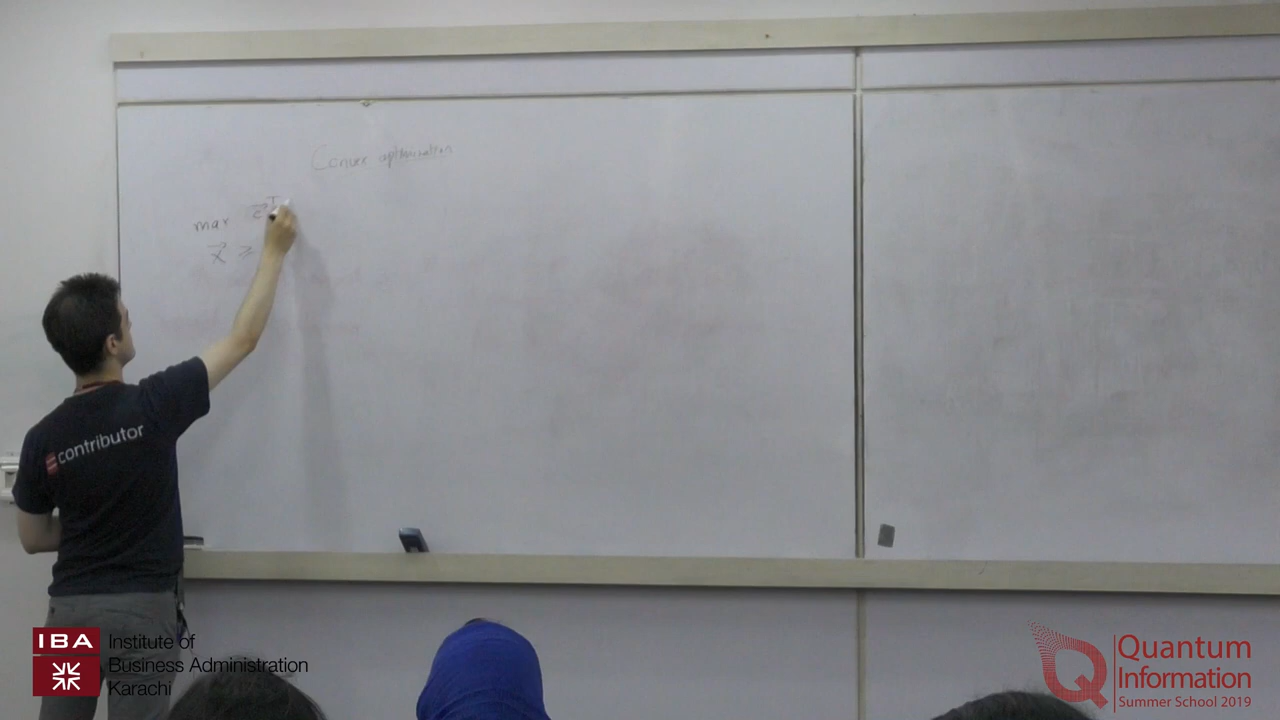 Convex optimization
max c⃗ᵀ
x⃗ ≥
contributor
IBA
Institute of
Business Administration
Karachi
Quantum
Information
Summer School 2019